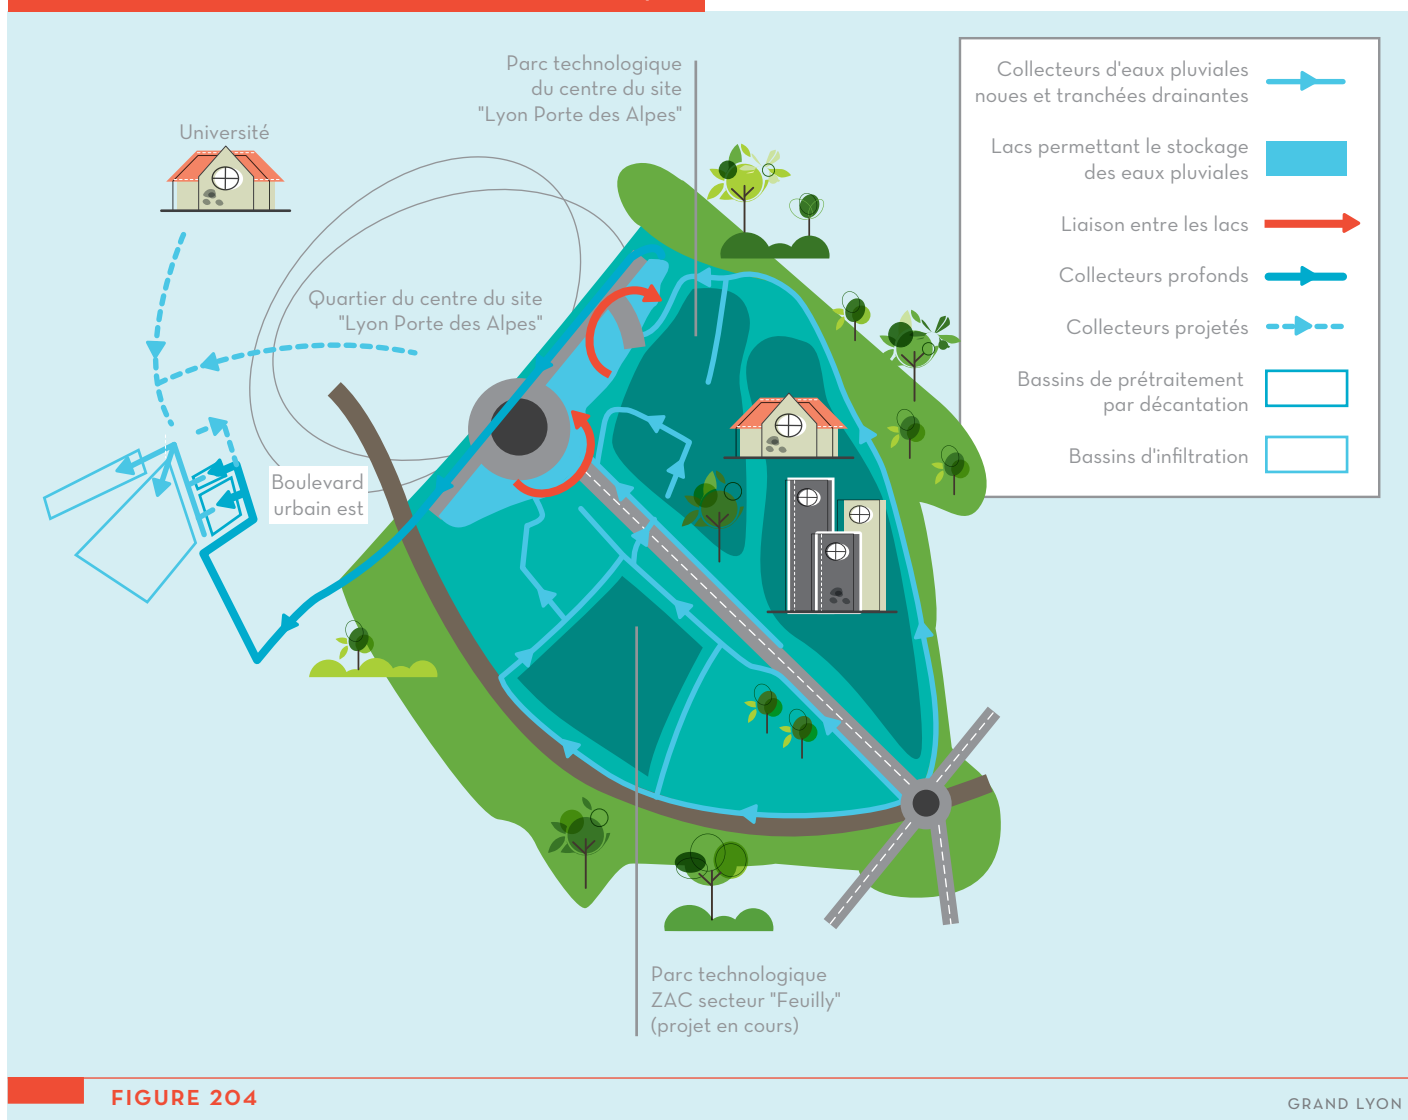 Parc technologique
du centre du site
"Lyon Porte des Alpes"
Université
Quartier du centre du site
"Lyon Porte des Alpes"
Boulevard
urbain est
Collecteurs d'eaux pluviales
noues et tranchées drainantes
Lacs permettant le stockage
des eaux pluviales
Liaison entre les lacs
Collecteurs profonds
Collecteurs projetés
Bassins de prétraitement
par décantation
Bassins d'infiltration
Parc technologique
ZAC secteur "Feuilly"
(projet en cours)
FIGURE 204
GRAND LYON